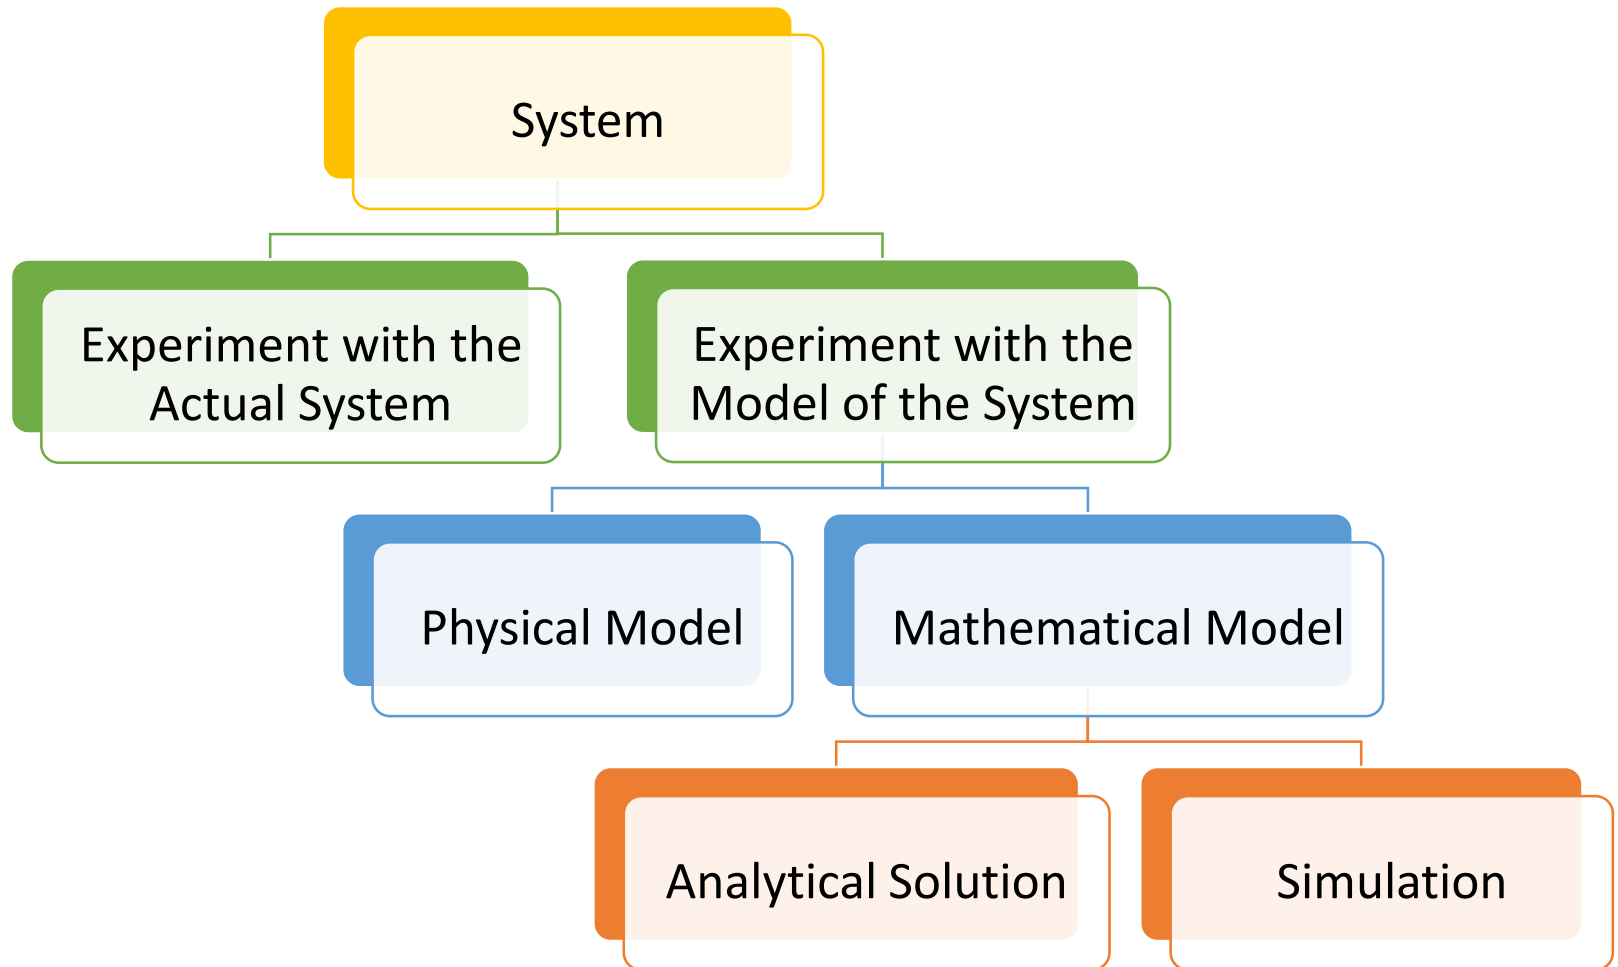 System
Experiment with the
Actual System
Experiment with the
Model of the System
Physical Model
Mathematical Model
Analytical Solution
Simulation